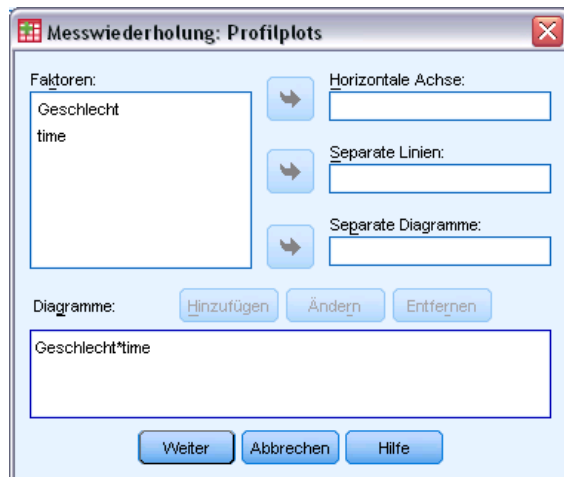 Messwiederholung: Profilplots
Faktoren:
Geschlecht
time
Horizontale Achse:
Separate Linien:
Separate Diagramme:
Diagramme:
Hinzufügen
Ändern
Entfernen
Geschlecht*time
Weiter
Abbrechen
Hilfe